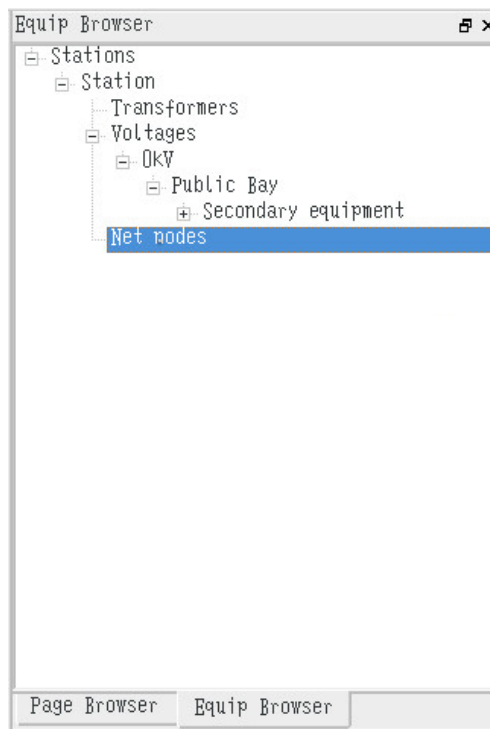 Equip Browser
Stations
Station
Transformers
Voltages
0kV
Public Bay
Secondary equipment
Net nodes
Page Browser
Equip Browser